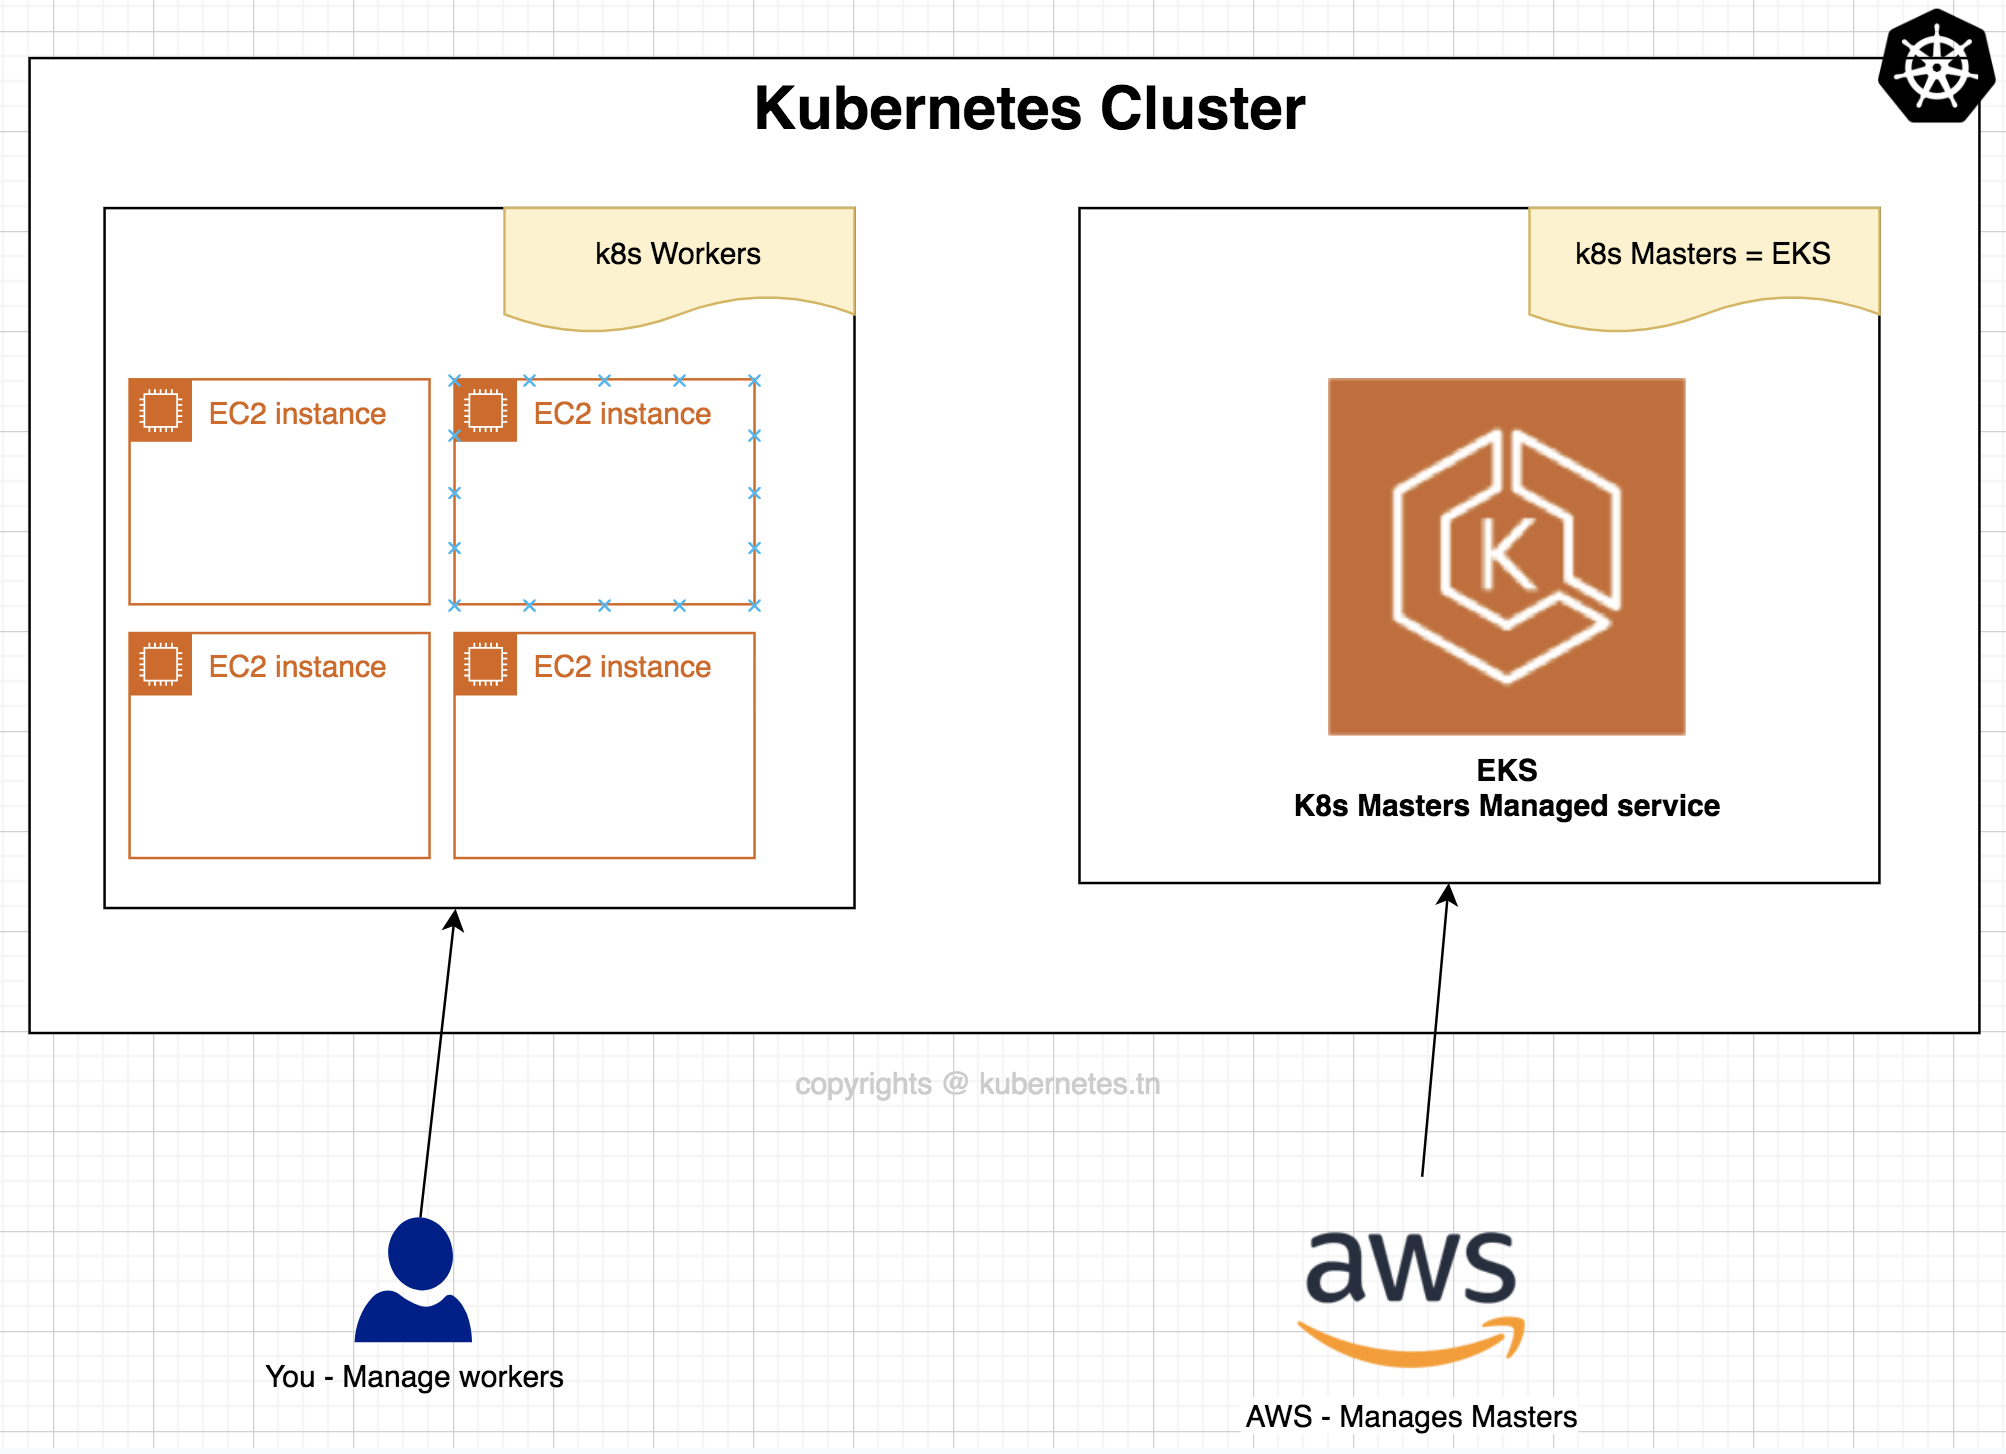 Kubernetes Cluster
k8s Workers
k8s Masters = EKS
EC2 instance
EC2 instance
EC2 instance
EC2 instance
K
EKS
K8s Masters Managed service
copyrights @ kubernetes.tn
aws
You - Manage workers
AWS - Manages Masters